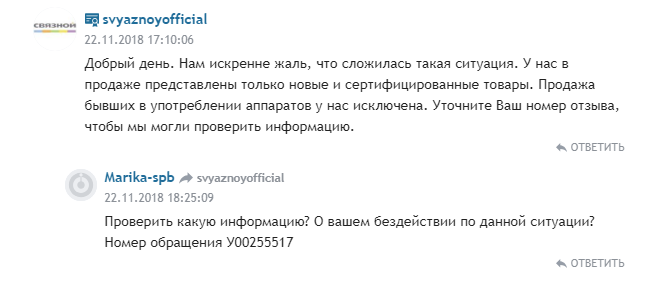 СВЯЗНОЙ
svyaznoyofficial
22.11.2018 17:10:06
Добрый день. Нам искренне жаль, что сложилась такая ситуация. У нас в
продаже представлены только новые и сертифицированные товары. Продажа
бывших в употреблении аппаратов у нас исключена. Уточните Ваш номер отзыва,
чтобы мы могли проверить информацию.
ОТВЕТИТЬ
Marika-spb svyaznoyofficial
22.11.2018 18:25:09
Проверить какую информацию? О вашем бездействии по данной ситуации?
Номер обращения У00255517
ОТВЕТИТЬ